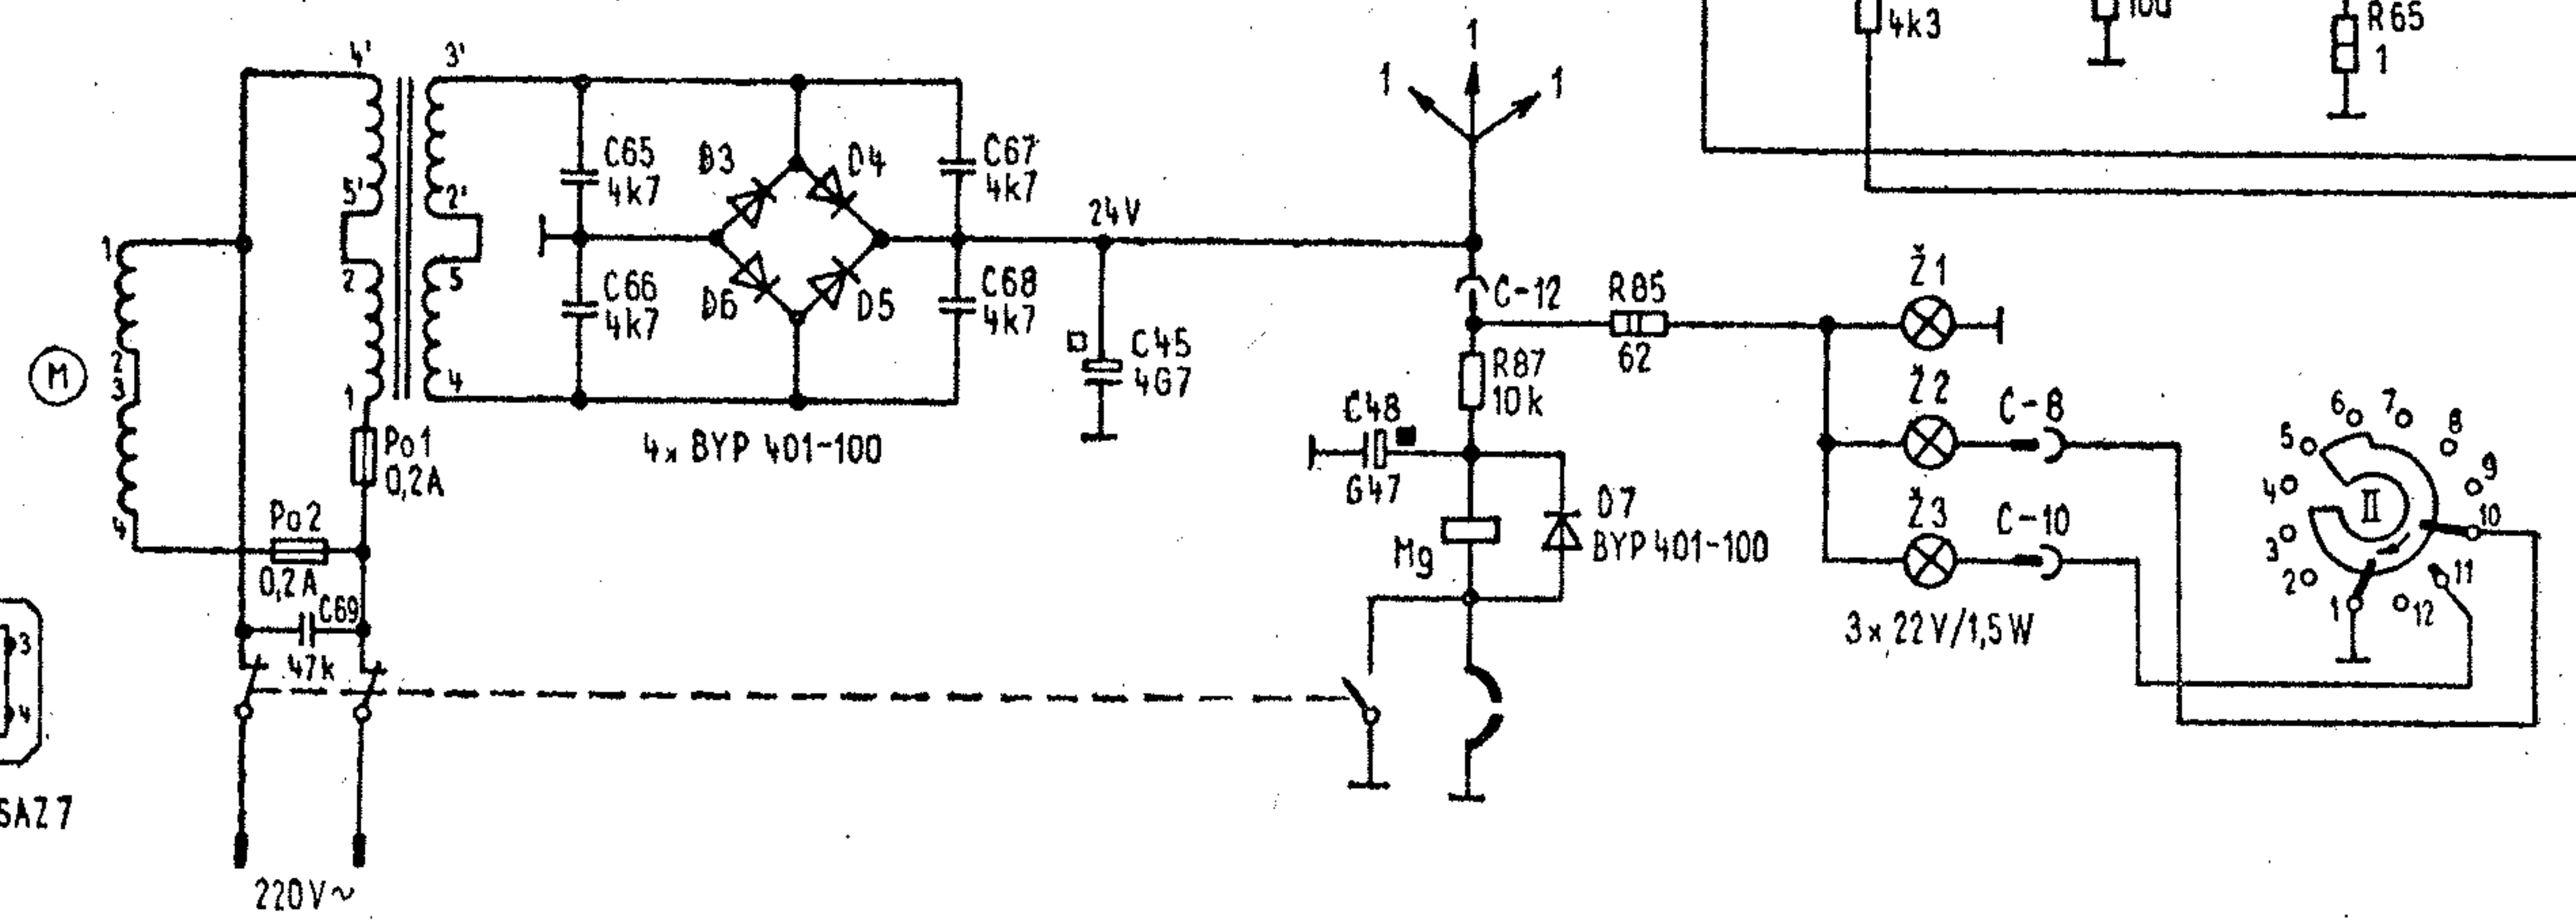 4k3
100
R65
1
4'
3'
5'
2'
2
5
1
4
1
2
3
4
M
C65
4k7
C66
4k7
D3
D4
D6
D5
C67
4k7
C68
4k7
4x BYP 401-100
24V
C45
4G7
Po1
0,2A
Po2
0,2A
C69
47k
220V~
3
4
SAZ7
1
1
1
C-12
R85
62
R87
10k
C48
G47
Mg
D7
BYP 401-100
Ž1
Ž2
Ž3
C-8
C-10
3x22V/1,5W
II
1
2
3
4
5
6
7
8
9
10
11
12